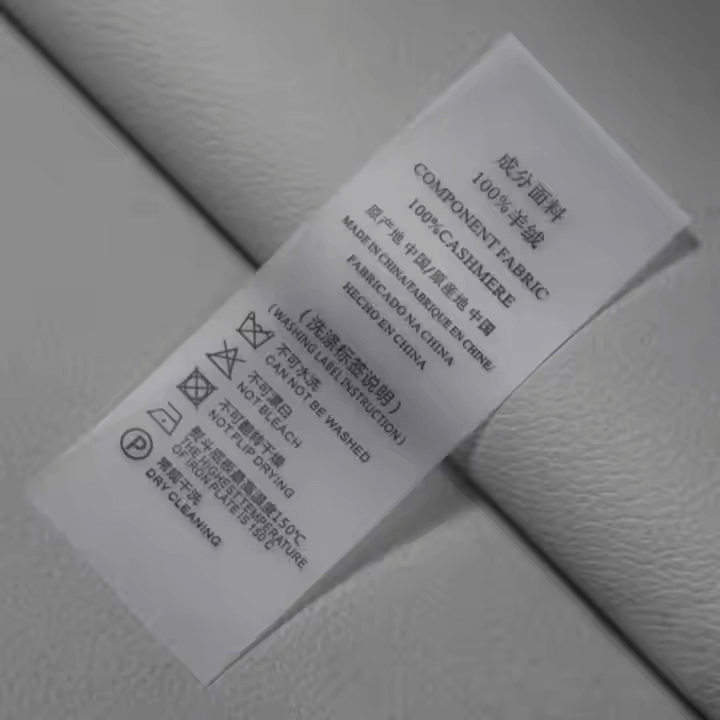 成分面料
100%羊绒
COMPONENT FABRIC
100%CASHMERE
原产地 中国/原産地 中国
MADE IN CHINA/FABRIQUE EN CHINE/
FABRICADO NA CHINA
HECHO EN CHINA
(洗涤标签说明)
(WASHING LABEL INSTRUCTION)
不可水洗
CAN NOT BE WASHED
不可漂白
NOT BLEACH
不可翻转干燥
NOT FLIP DRYING
熨斗底板最高温度150℃
THE HIGHEST TEMPERATURE
OF IRON PLATE IS 150℃
P
常规干洗
DRY CLEANING